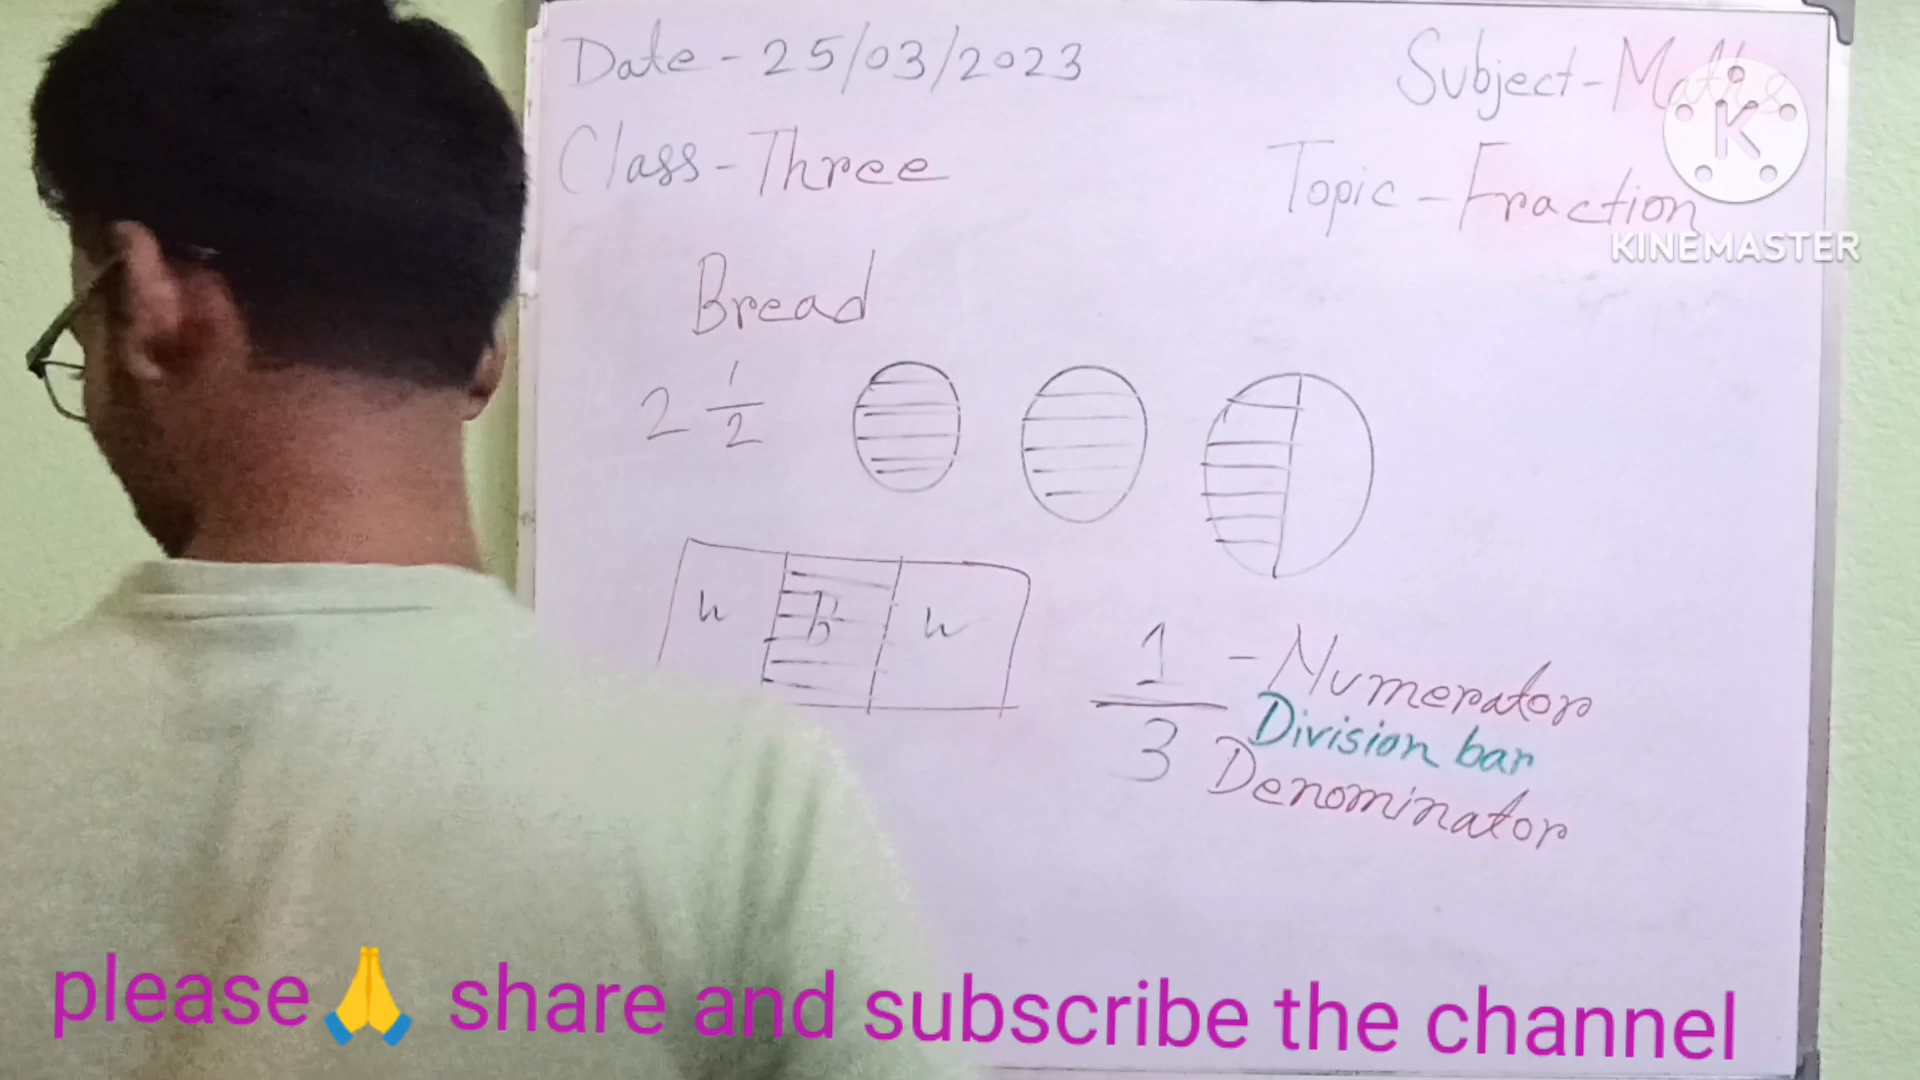 Date - 25/03/2023
Subject - Maths
Class - Three
Topic - Fraction
K
KINEMASTER
Bread
2 1/2
W B W
1 - Numerator
Division bar
3 Denominator
please🙏 share and subscribe the channel